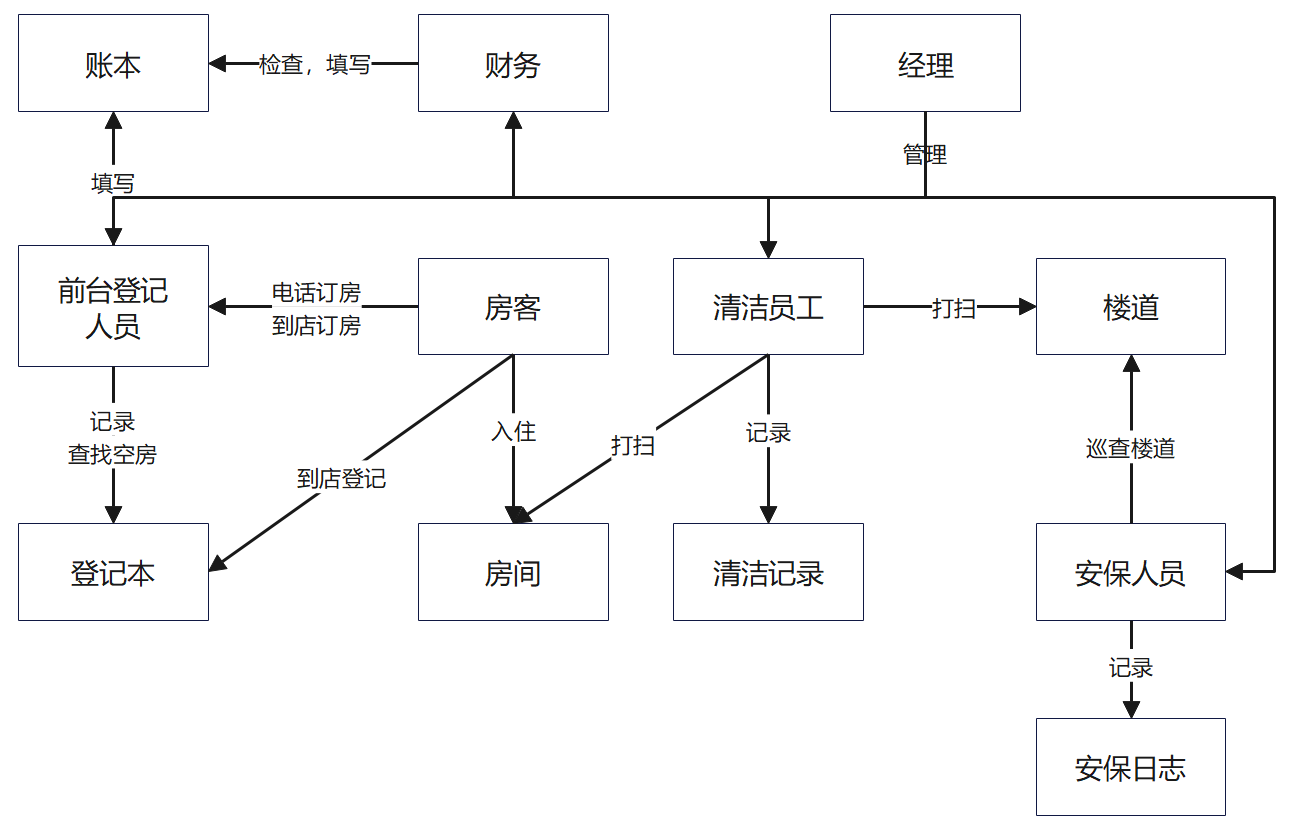 账本
检查，填写
财务
经理
管理
填写
前台登记
人员
电话订房
到店订房
房客
清洁员工
打扫
楼道
记录
查找空房
到店登记
入住
打扫
记录
巡查楼道
登记本
房间
清洁记录
安保人员
记录
安保日志